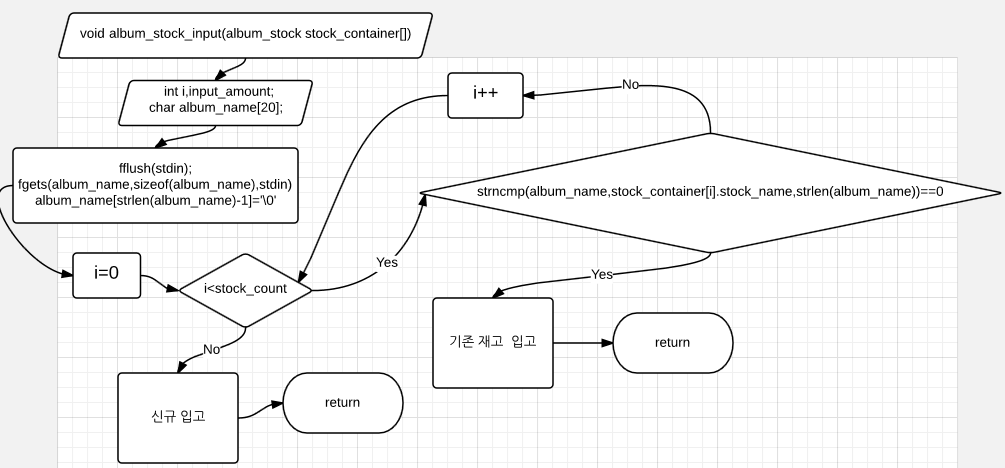 void album_stock_input(album_stock stock_container[])
int i,input_amount;
char album_name[20];
fflush(stdin);
fgets(album_name,sizeof(album_name),stdin)
album_name[strlen(album_name)-1]='\0'
i=0
i<stock_count
No
신규 입고
return
Yes
i++
No
strncmp(album_name,stock_container[i].stock_name,strlen(album_name))==0
Yes
기존 재고 입고
return